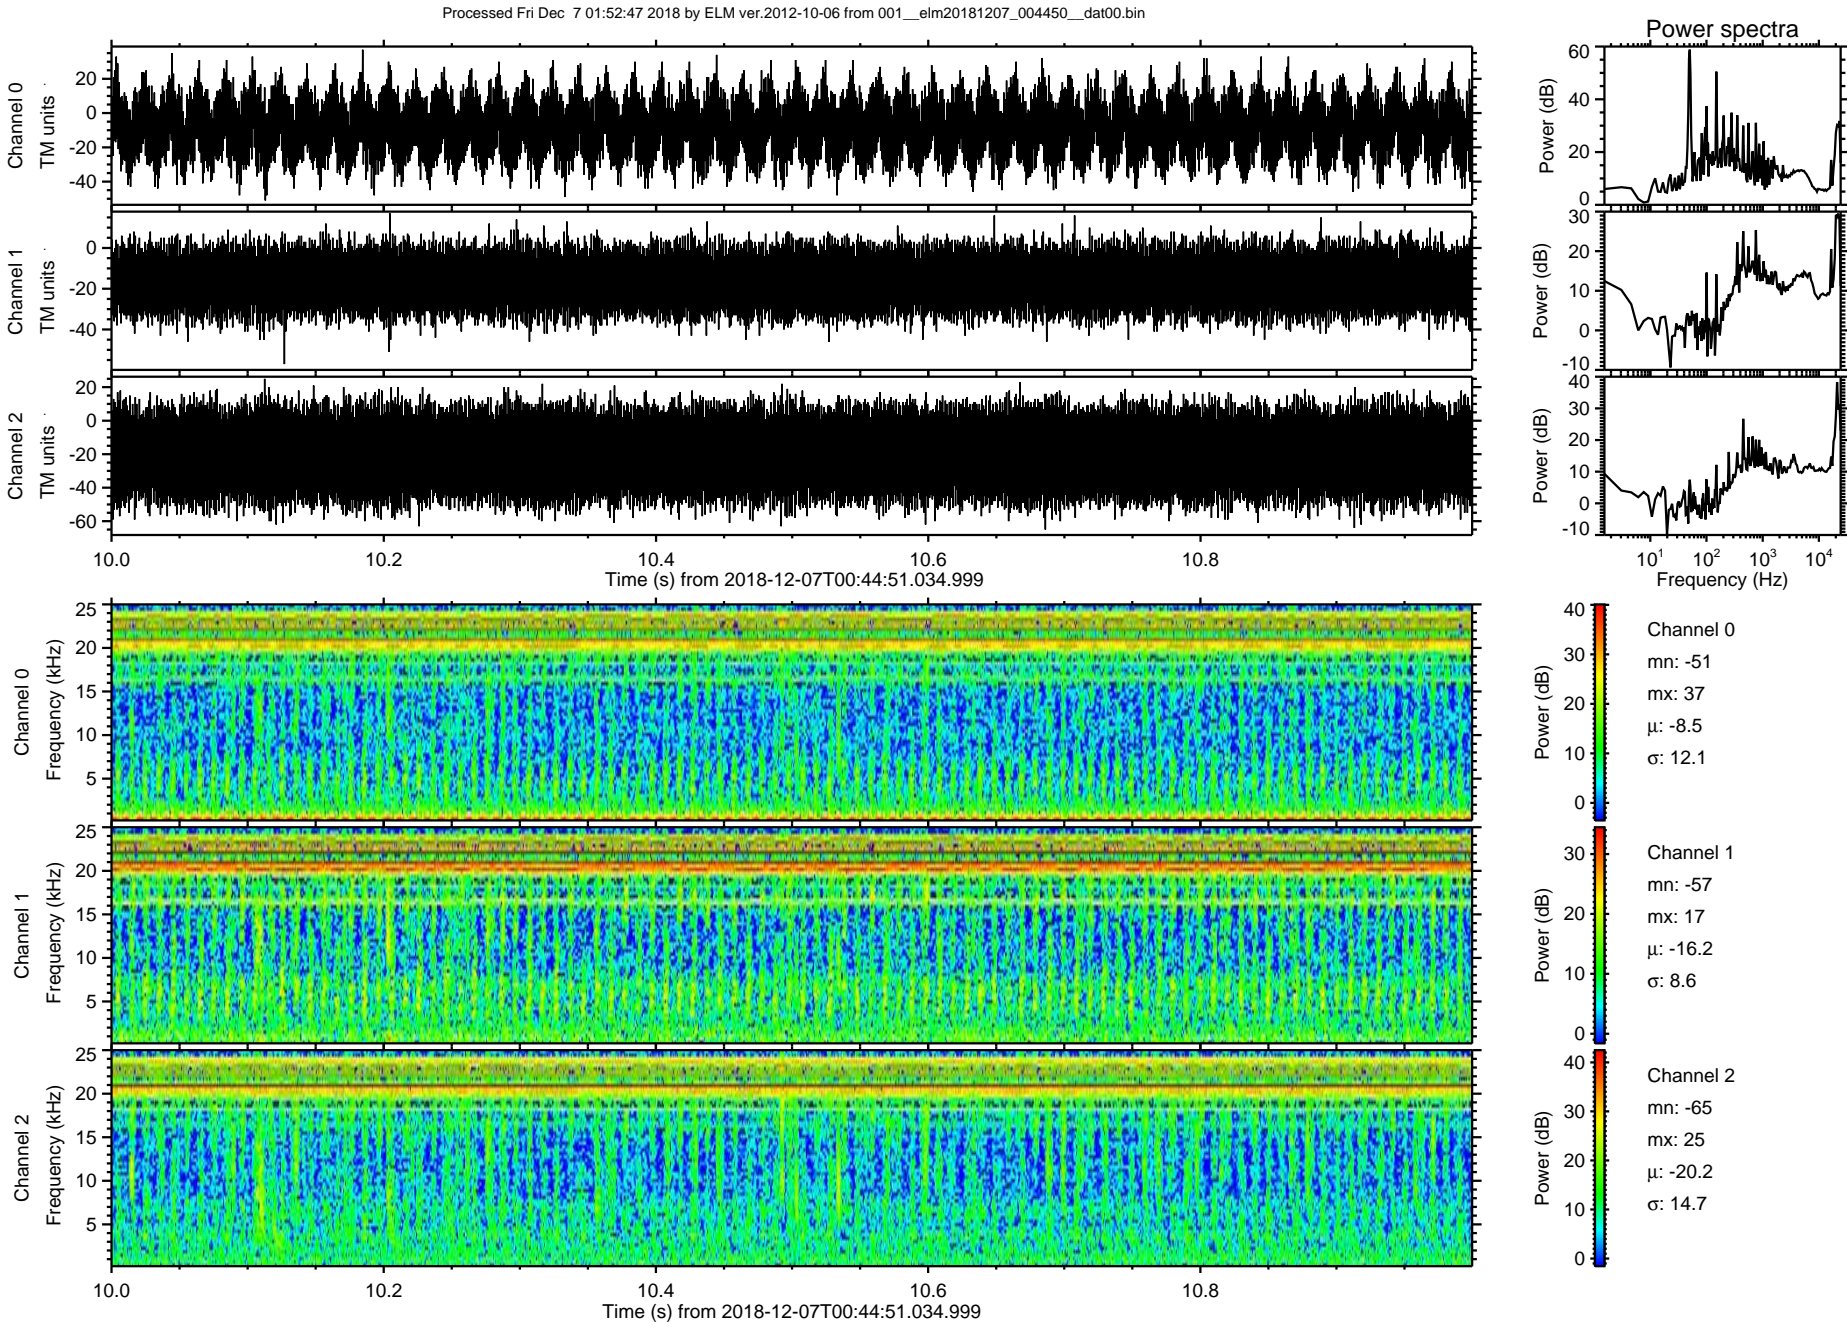 Processed Fri Dec 7 01:52:47 2018 by ELM ver.2012-10-06 from 001__elm20181207_004450__dat00.bin
Power spectra
Channel 0
TM units
20
0
-20
-40
Power (dB)
60
40
20
0
Channel 1
TM units
0
-20
-40
Power (dB)
30
20
10
0
-10
Channel 2
TM units
20
0
-20
-40
-60
Power (dB)
40
30
20
10
0
-10
10.0 10.2 10.4 10.6 10.8
Time (s) from 2018-12-07T00:44:51.034.999
10^1 10^2 10^3 10^4
Frequency (Hz)
Channel 0
Frequency (kHz)
25
20
15
10
5
Power (dB)
40
30
20
10
0
Channel 0
mn: -51
mx: 37
μ: -8.5
σ: 12.1
Channel 1
Frequency (kHz)
25
20
15
10
5
Power (dB)
30
20
10
0
Channel 1
mn: -57
mx: 17
μ: -16.2
σ: 8.6
Channel 2
Frequency (kHz)
25
20
15
10
5
Power (dB)
40
30
20
10
0
Channel 2
mn: -65
mx: 25
μ: -20.2
σ: 14.7
10.0 10.2 10.4 10.6 10.8
Time (s) from 2018-12-07T00:44:51.034.999